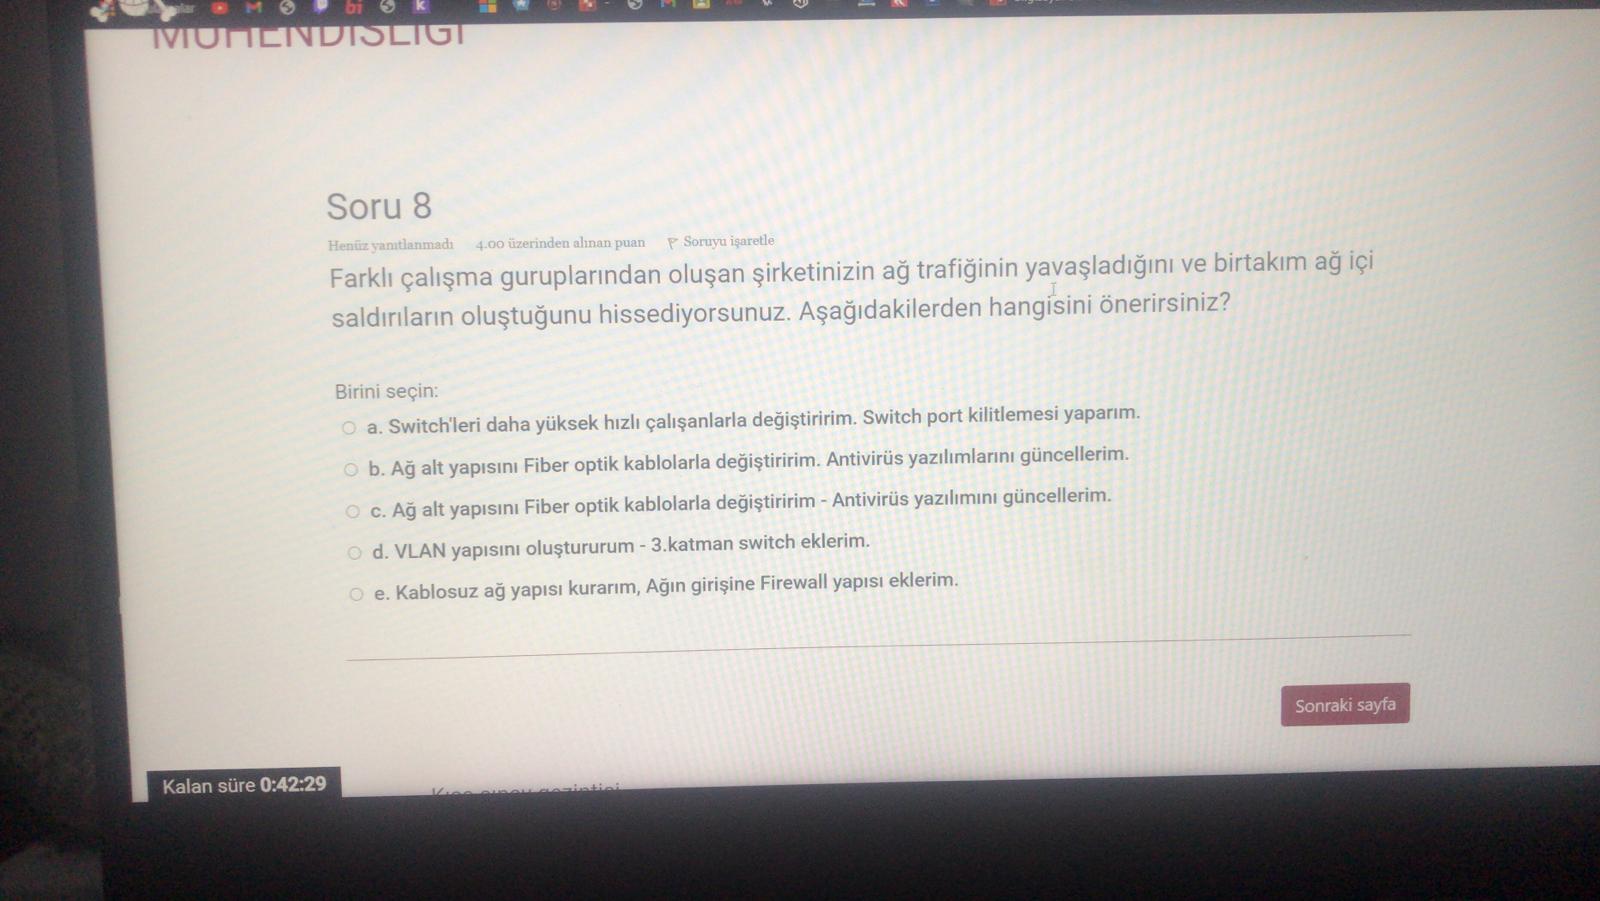 MÜHENDİSLİĞİ
Soru 8
Henüz yanıtlanmadı 4.00 üzerinden alınan puan Soruyu işaretle
Farklı çalışma guruplarından oluşan şirketinizin ağ trafiğinin yavaşladığını ve birtakım ağ içi
saldırıların oluştuğunu hissediyorsunuz. Aşağıdakilerden hangisini önerirsiniz?
Birini seçin:
a. Switch'leri daha yüksek hızlı çalışanlarla değiştiririm. Switch port kilitlemesi yaparım.
b. Ağ alt yapısını Fiber optik kablolarla değiştiririm. Antivirüs yazılımlarını güncellerim.
c. Ağ alt yapısını Fiber optik kablolarla değiştiririm - Antivirüs yazılımını güncellerim.
d. VLAN yapısını oluştururum - 3.katman switch eklerim.
e. Kablosuz ağ yapısı kurarım, Ağın girişine Firewall yapısı eklerim.
Sonraki sayfa
Kalan süre 0:42:29